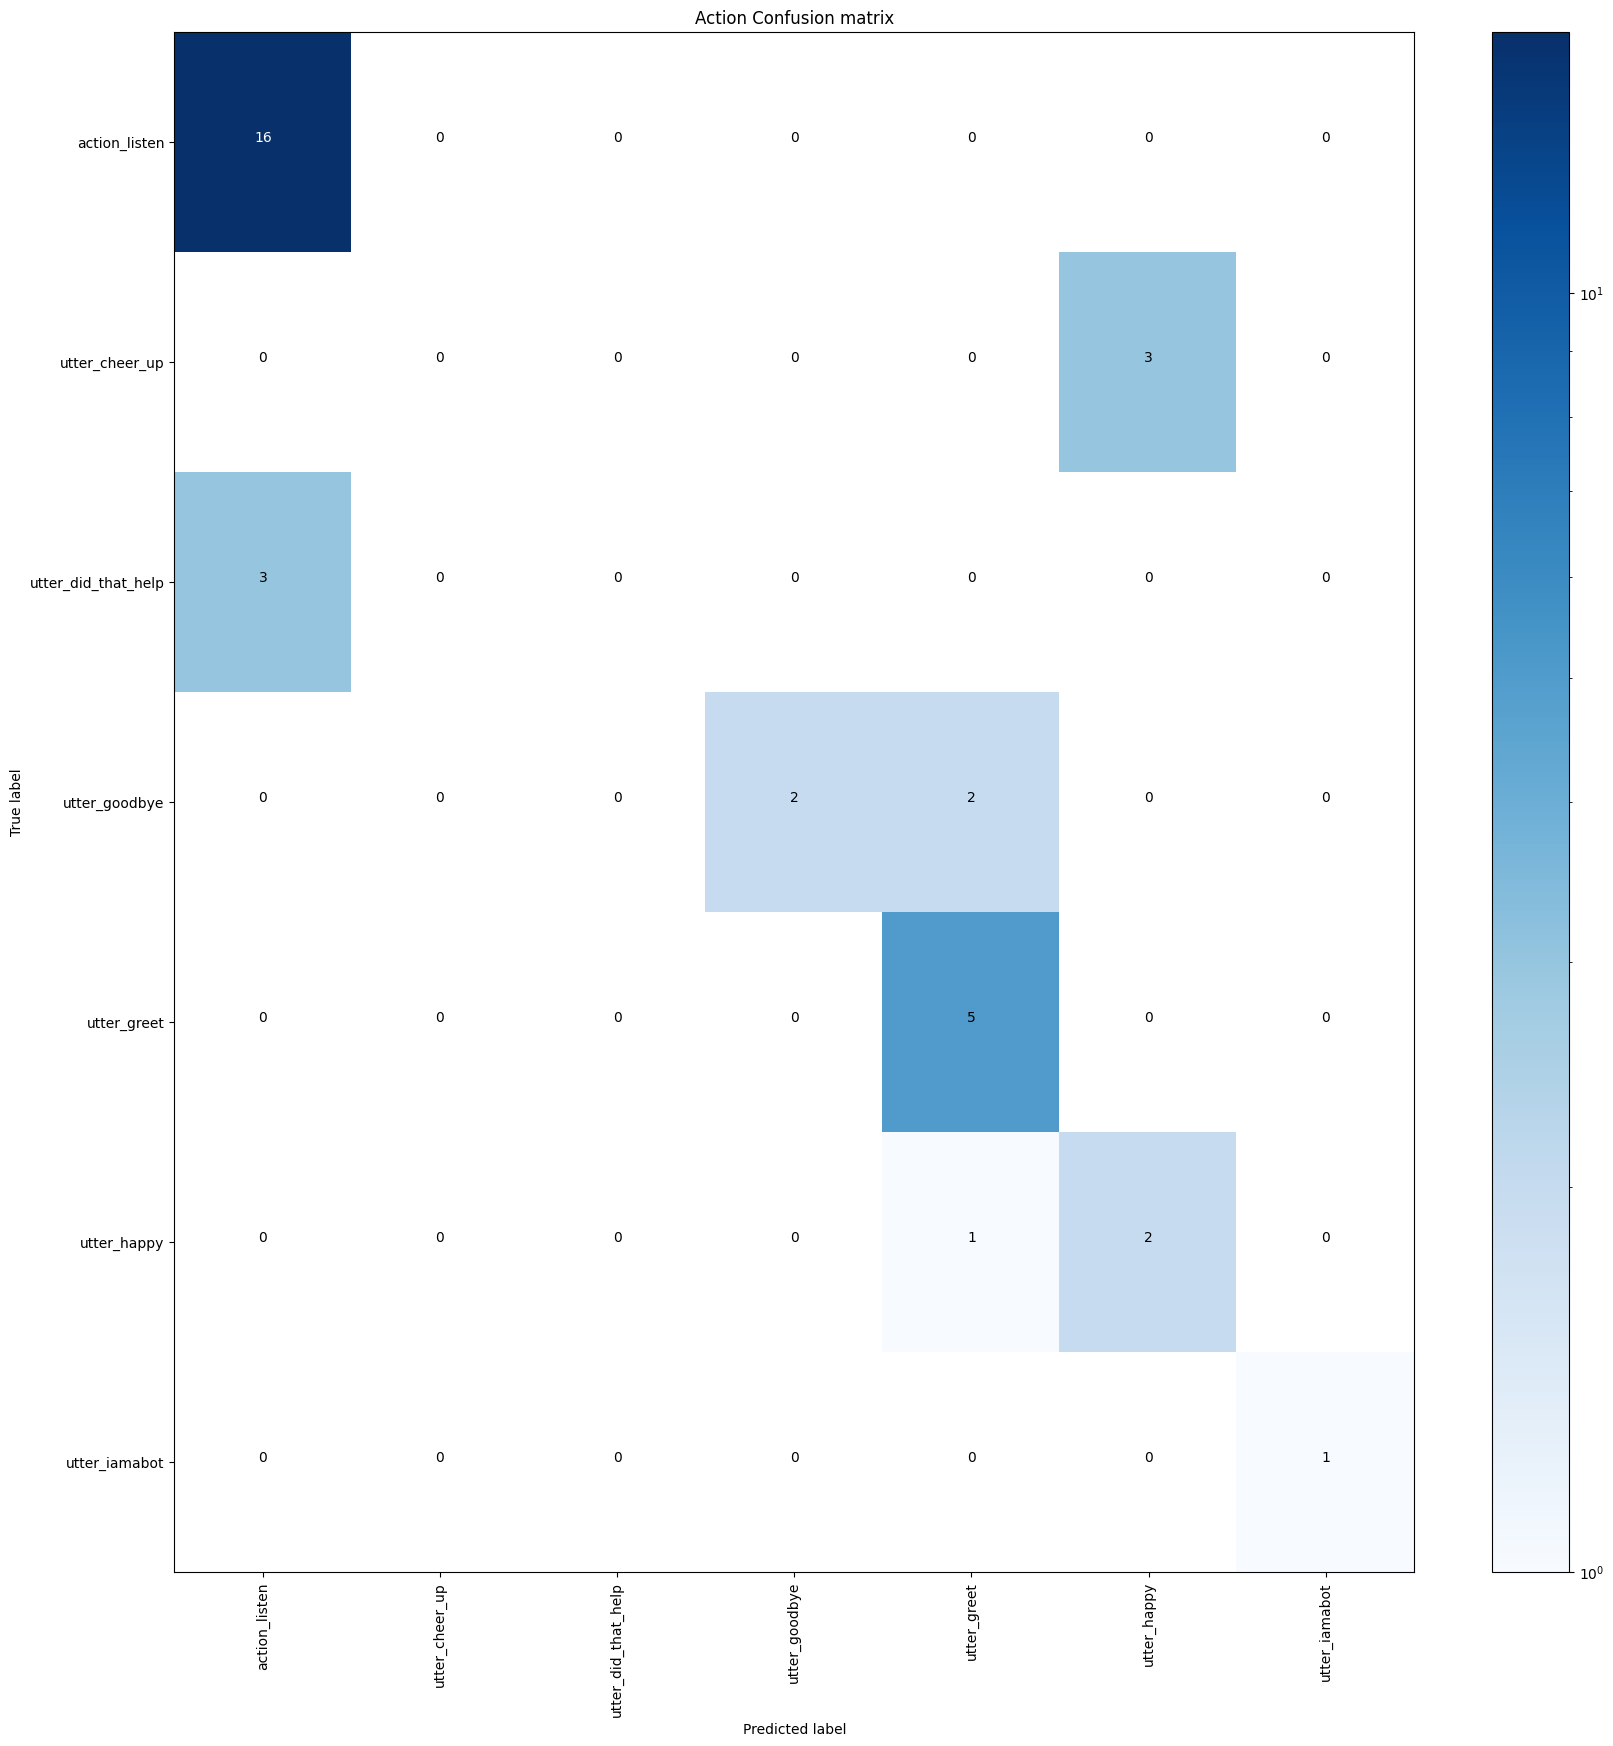 Action Confusion matrix
action_listen 16 0 0 0 0 0 0
10¹
utter_cheer_up 0 0 0 0 0 3 0
utter_did_that_help 3 0 0 0 0 0 0
True label
utter_goodbye 0 0 0 2 2 0 0
utter_greet 0 0 0 0 5 0 0
utter_happy 0 0 0 0 1 2 0
utter_iamabot 0 0 0 0 0 0 1
10⁰
action_listen
utter_cheer_up
utter_did_that_help
utter_goodbye
utter_greet
utter_happy
utter_iamabot
Predicted label